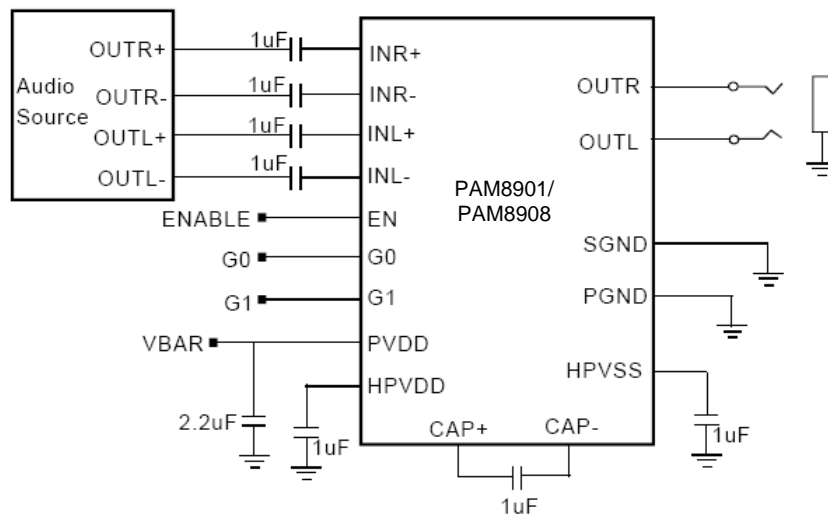 OUTR+
OUTR-
Audio
Source
OUTL+
OUTL-
1uF
1uF
1uF
1uF
INR+
INR-
INL+
INL-
ENABLE
EN
G0
G0
G1
G1
VBAR
PVDD
HPVDD
2.2uF
1uF
PAM8901/
PAM8908
OUTR
OUTL
SGND
PGND
HPVSS
1uF
CAP+
CAP-
1uF